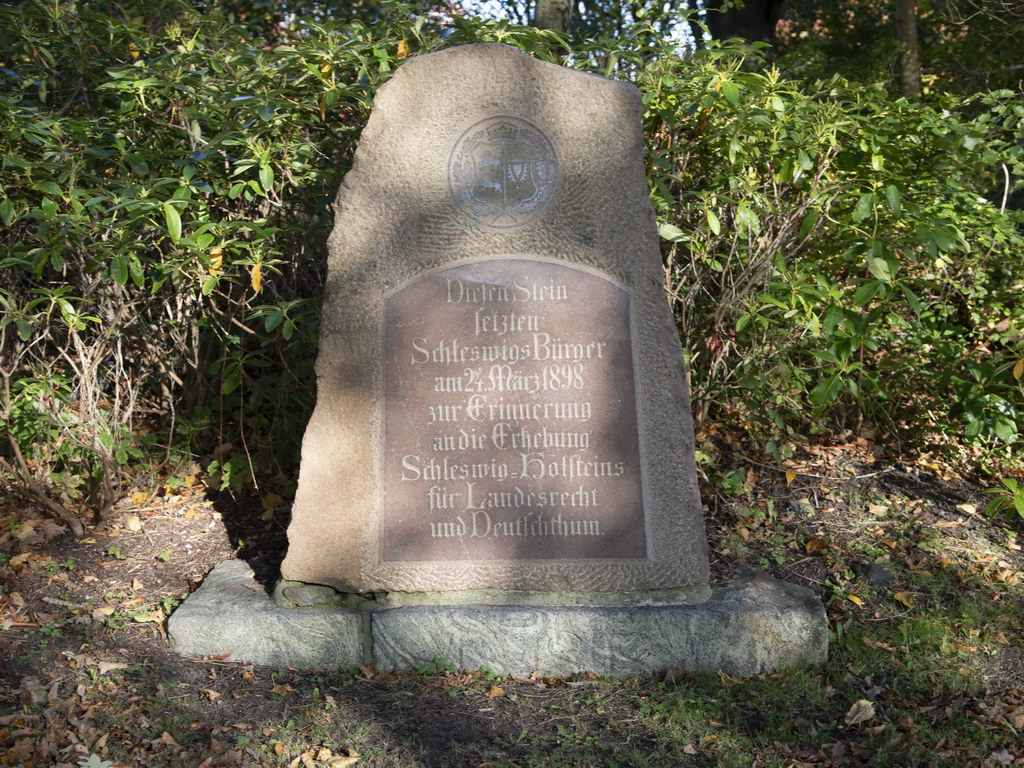 Dieſen Stein
ſetzten
Schleswigs Bürger
am 24. März 1898
zur Erinnerung
an die Erhebung
Schleswig=Holſteins
für Landesrecht
und Deutſchthum.